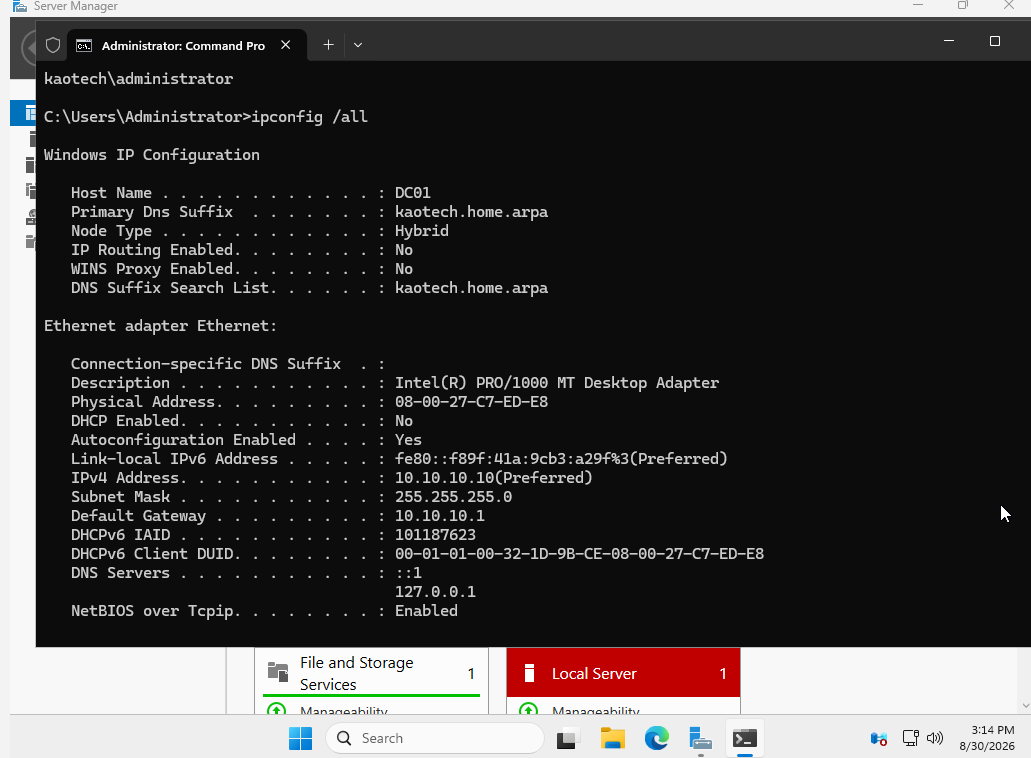 Server Manager
Administrator: Command Pro
kaotech\administrator
C:\Users\Administrator>ipconfig /all
Windows IP Configuration
Host Name . . . . . . . . . . . . : DC01
Primary Dns Suffix  . . . . . . . : kaotech.home.arpa
Node Type . . . . . . . . . . . . : Hybrid
IP Routing Enabled. . . . . . . . : No
WINS Proxy Enabled. . . . . . . . : No
DNS Suffix Search List. . . . . . : kaotech.home.arpa
Ethernet adapter Ethernet:
Connection-specific DNS Suffix  . :
Description . . . . . . . . . . . : Intel(R) PRO/1000 MT Desktop Adapter
Physical Address. . . . . . . . . : 08-00-27-C7-ED-E8
DHCP Enabled. . . . . . . . . . . : No
Autoconfiguration Enabled . . . . : Yes
Link-local IPv6 Address . . . . . : fe80::f89f:41a:9cb3:a29f%3(Preferred)
IPv4 Address. . . . . . . . . . . : 10.10.10.10(Preferred)
Subnet Mask . . . . . . . . . . . : 255.255.255.0
Default Gateway . . . . . . . . . : 10.10.10.1
DHCPv6 IAID . . . . . . . . . . . : 101187623
DHCPv6 Client DUID. . . . . . . . : 00-01-01-00-32-1D-9B-CE-08-00-27-C7-ED-E8
DNS Servers . . . . . . . . . . . : ::1
127.0.0.1
NetBIOS over Tcpip. . . . . . . . : Enabled
File and Storage
Services
1
Manageability
Local Server
1
Manageability
Search
3:14 PM
8/30/2026